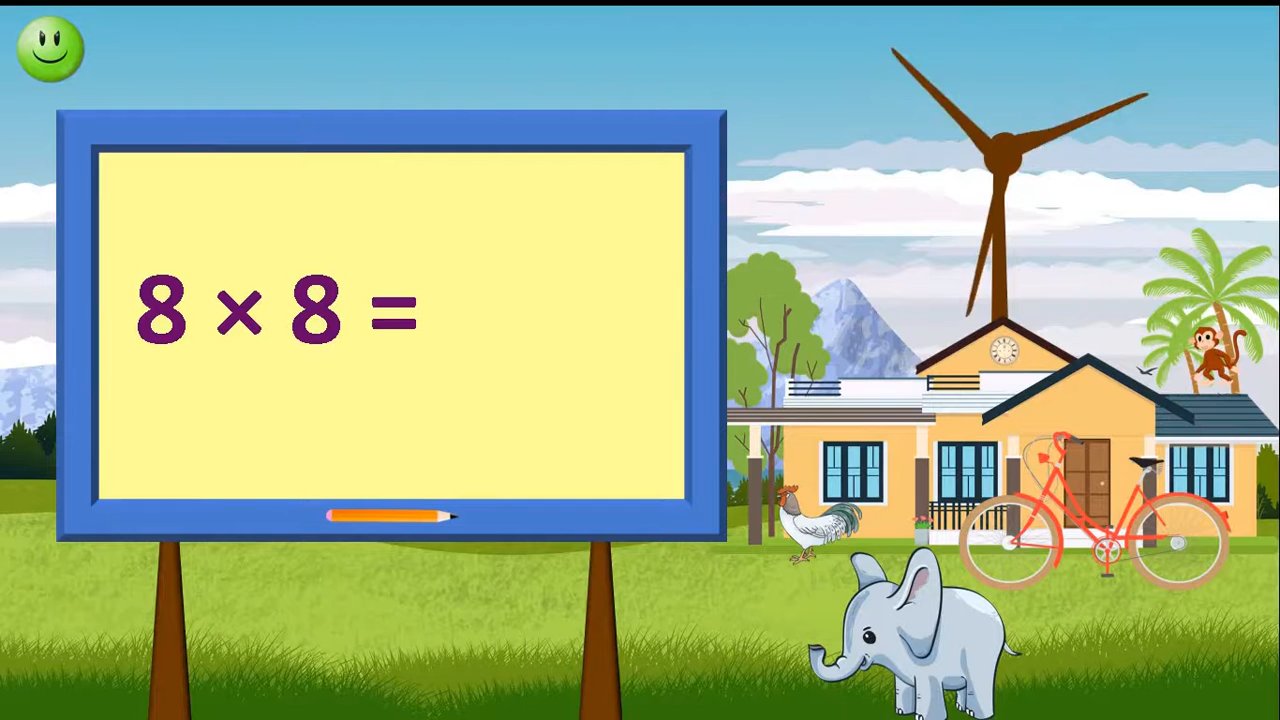 8 × 8 =